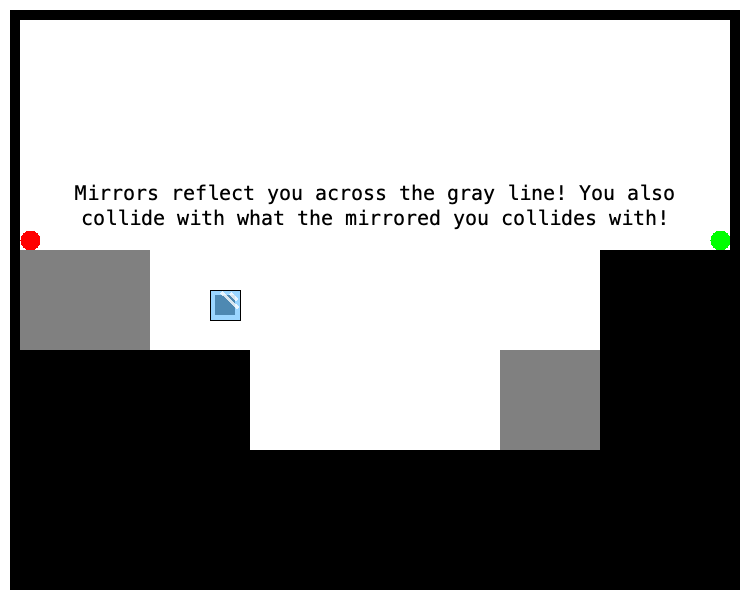 Mirrors reflect you across the gray line! You also
collide with what the mirrored you collides with!